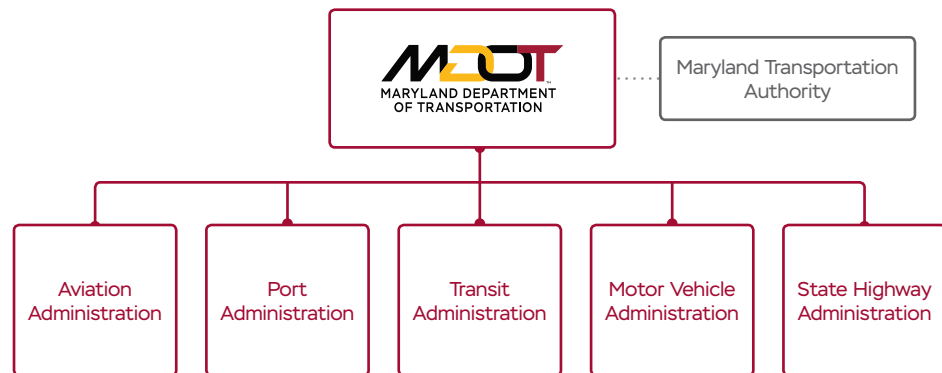 MDOT™
MARYLAND DEPARTMENT
OF TRANSPORTATION
Maryland Transportation
Authority
Aviation
Administration
Port
Administration
Transit
Administration
Motor Vehicle
Administration
State Highway
Administration